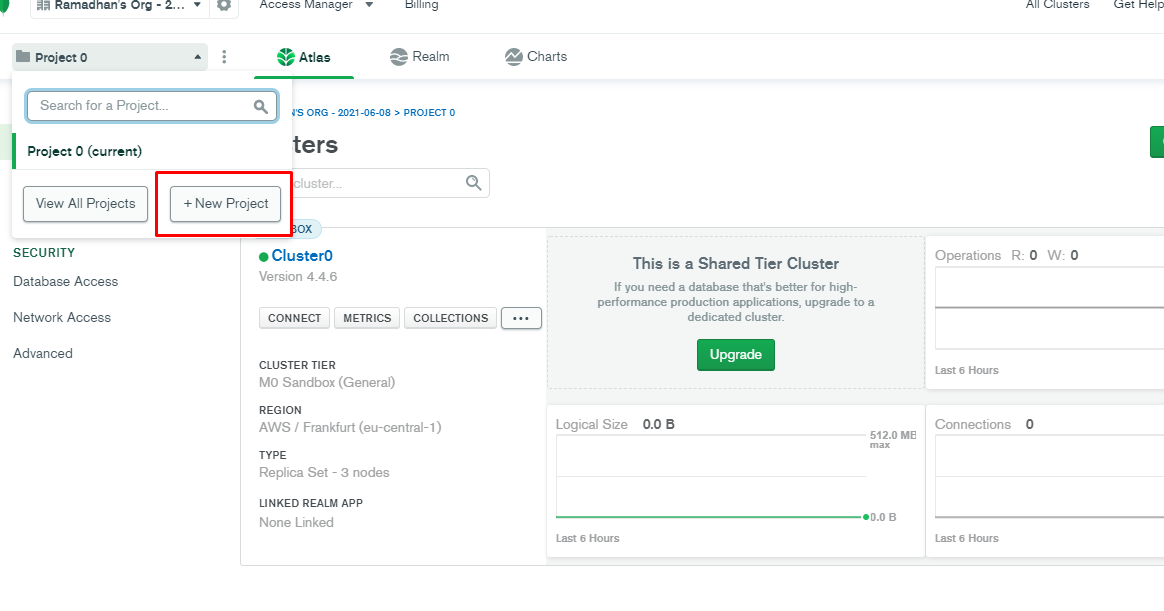 Ramadhan's Org - 2...
Access Manager
Billing
All Clusters
Get Help
Project 0
Atlas
Realm
Charts
Search for a Project...
N'S ORG - 2021-06-08 > PROJECT 0
ters
Project 0 (current)
cluster...
View All Projects
+ New Project
BOX
SECURITY
Database Access
Network Access
Advanced
Cluster0
Version 4.4.6
CONNECT
METRICS
COLLECTIONS
...
CLUSTER TIER
M0 Sandbox (General)
REGION
AWS / Frankfurt (eu-central-1)
TYPE
Replica Set - 3 nodes
LINKED REALM APP
None Linked
This is a Shared Tier Cluster
If you need a database that's better for high-
performance production applications, upgrade to a
dedicated cluster.
Upgrade
Operations R: 0 W: 0
Last 6 Hours
Logical Size 0.0 B
512.0 MB
max
0.0 B
Last 6 Hours
Connections 0
Last 6 Hours